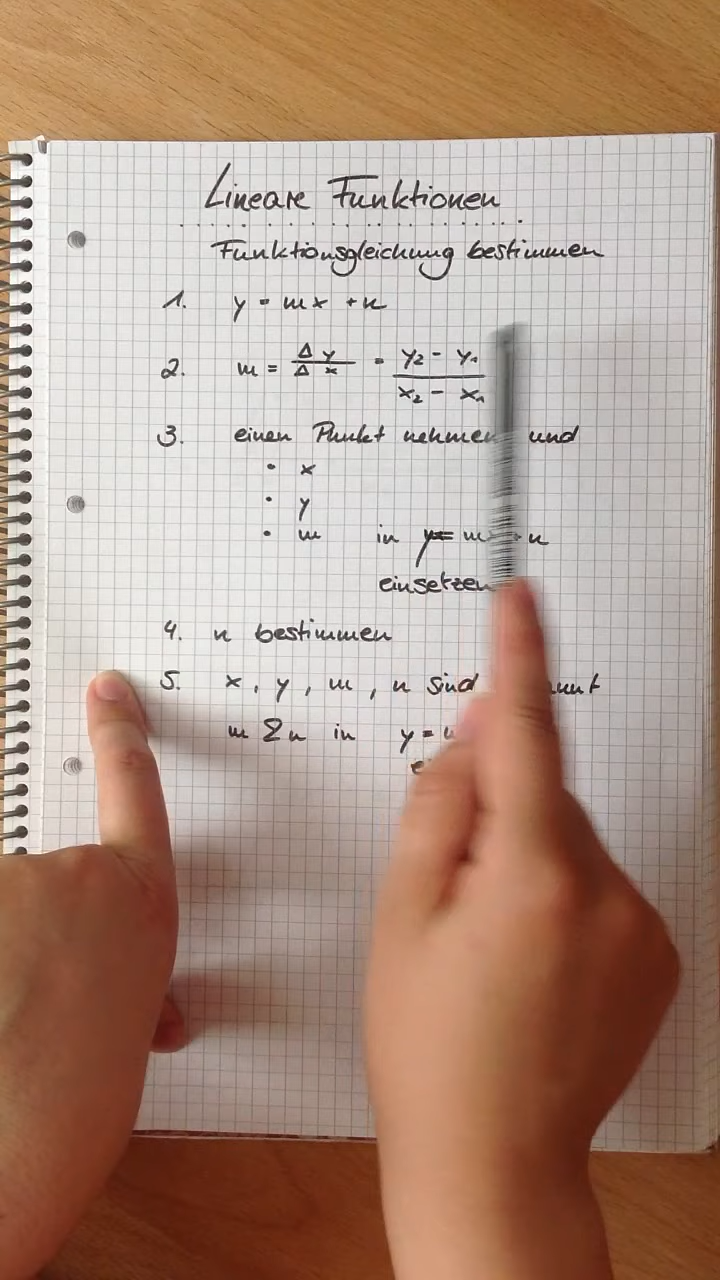 Lineare Funktionen
Funktionsgleichung bestimmen
1. y = mx + n
2. m = Δy / Δx = y₂ - y₁ / x₂ - x₁
3. einen Punkt nehmen und
• x
• y
• m in y = m n
einsetzen
4. n bestimmen
5. x, y, m, n sind
m & n in y =